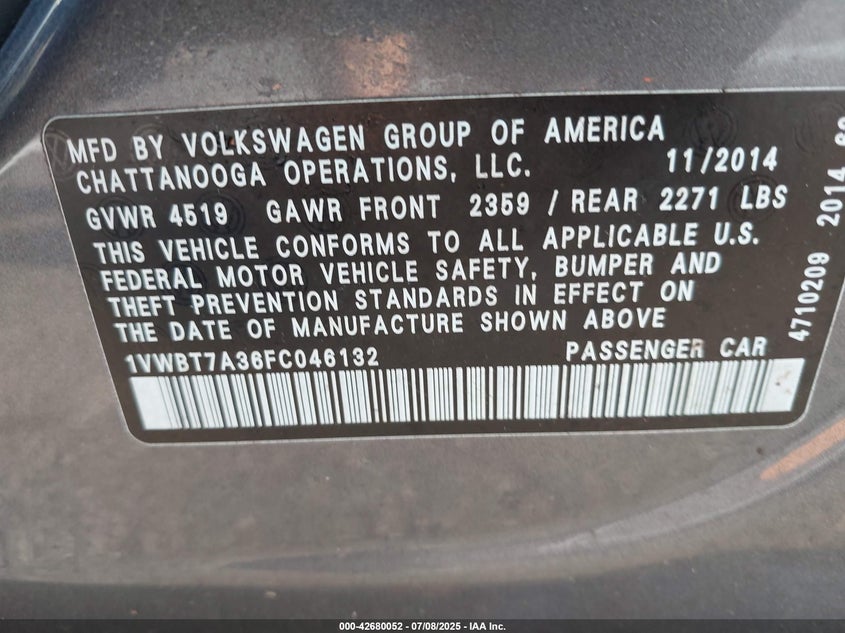 MFD BY VOLKSWAGEN GROUP OF AMERICA
CHATTANOOGA OPERATIONS, LLC. 11/2014
GVWR 4519 GAWR FRONT 2359 / REAR 2271 LBS
THIS VEHICLE CONFORMS TO ALL APPLICABLE U.S.
FEDERAL MOTOR VEHICLE SAFETY, BUMPER AND
THEFT PREVENTION STANDARDS IN EFFECT ON
THE DATE OF MANUFACTURE SHOWN ABOVE
1VWBT7A36FC046132 PASSENGER CAR
4710209 2014
000-42680052 - 07/08/2025 - IAA Inc.